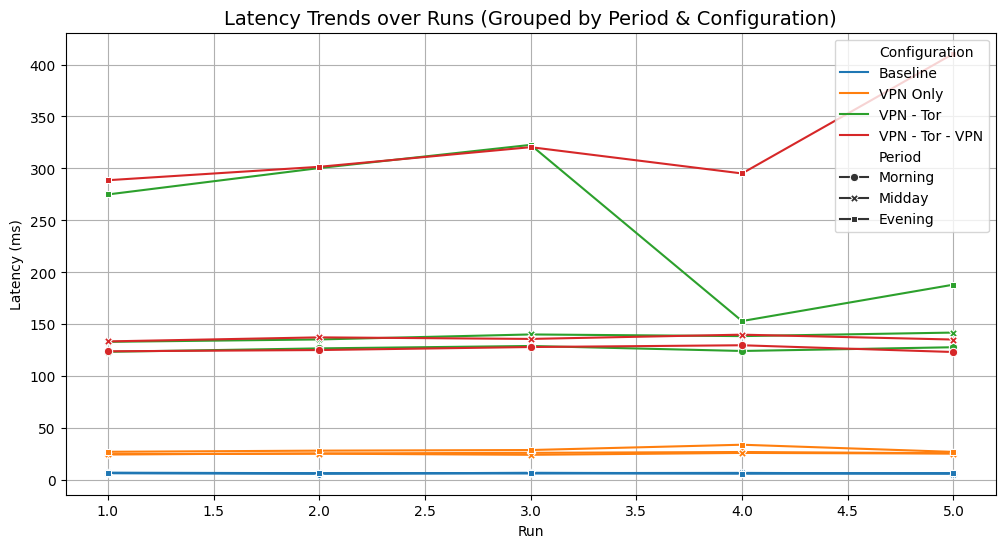 Latency Trends over Runs (Grouped by Period & Configuration)
Latency (ms)
400
350
300
250
200
150
100
50
0
Configuration
Baseline
VPN Only
VPN - Tor
VPN - Tor - VPN
Period
Morning
Midday
Evening
1.0 1.5 2.0 2.5 3.0 3.5 4.0 4.5 5.0
Run